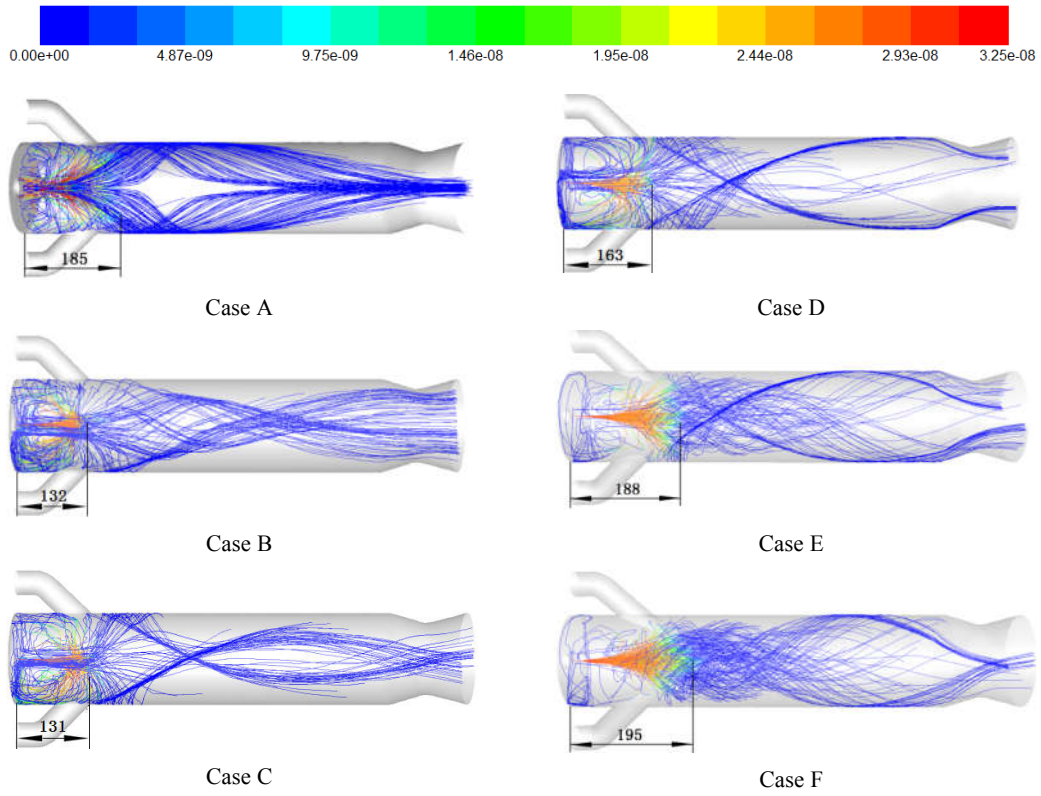 0.00e+00 4.87e-09 9.75e-09 1.46e-08 1.95e-08 2.44e-08 2.93e-08 3.25e-08
185
Case A
163
Case D
132
Case B
188
Case E
131
Case C
195
Case F